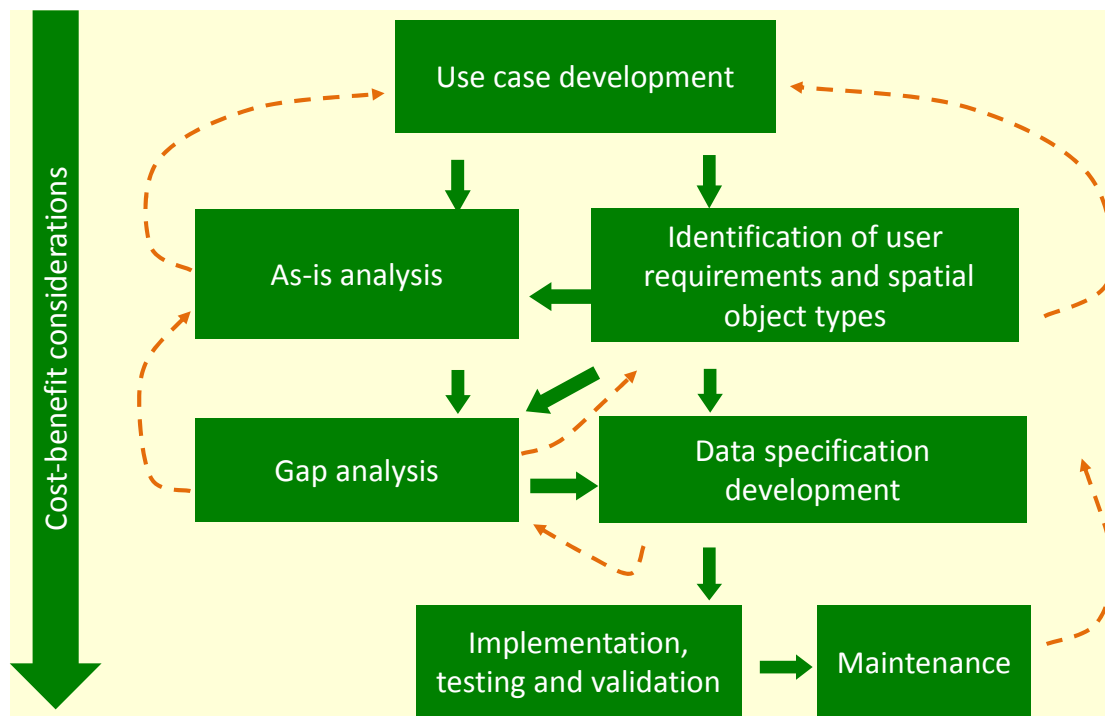 Use case development
Cost-benefit considerations
As-is analysis
Identification of user
requirements and spatial
object types
Gap analysis
Data specification
development
Implementation,
testing and validation
Maintenance